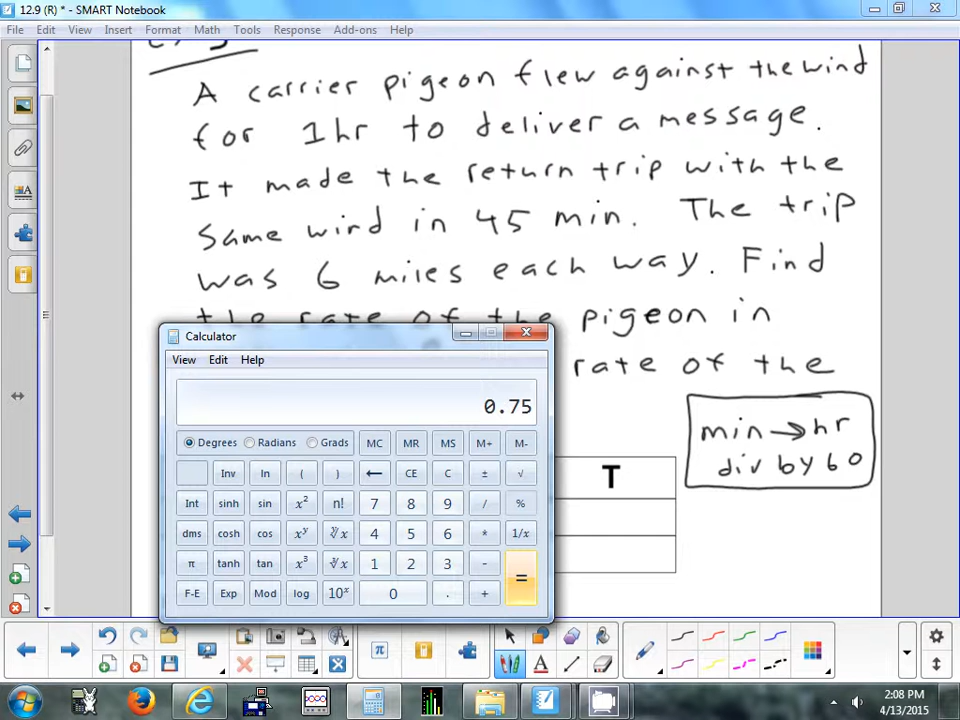 12.9 (R) * - SMART Notebook
File Edit View Insert Format Math Tools Response Add-ons Help
A carrier pigeon flew against the wind
for 1hr to deliver a message.
It made the return trip with the
same wind in 45 min. The trip
was 6 miles each way. Find
the rate of the pigeon in
rate of the
min → hr
div by 60
T
Calculator
View Edit Help
0.75
Degrees Radians Grads MC MR MS M+ M-
Inv ln ( ) ← CE C ± √
Int sinh sin x² n! 7 8 9 / %
dms cosh cos xʸ ʸ√x 4 5 6 * 1/x
π tanh tan x³ ³√x 1 2 3 - =
F-E Exp Mod log 10ˣ 0 . +
π
A
2:08 PM
4/13/2015